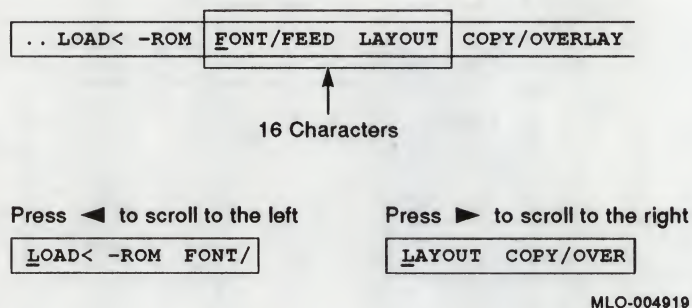 .. LOAD< -ROM FONT/FEED LAYOUT COPY/OVERLAY
16 Characters
Press ◄ to scroll to the left Press ► to scroll to the right
LOAD< -ROM FONT/ LAYOUT COPY/OVER
MLO-004919